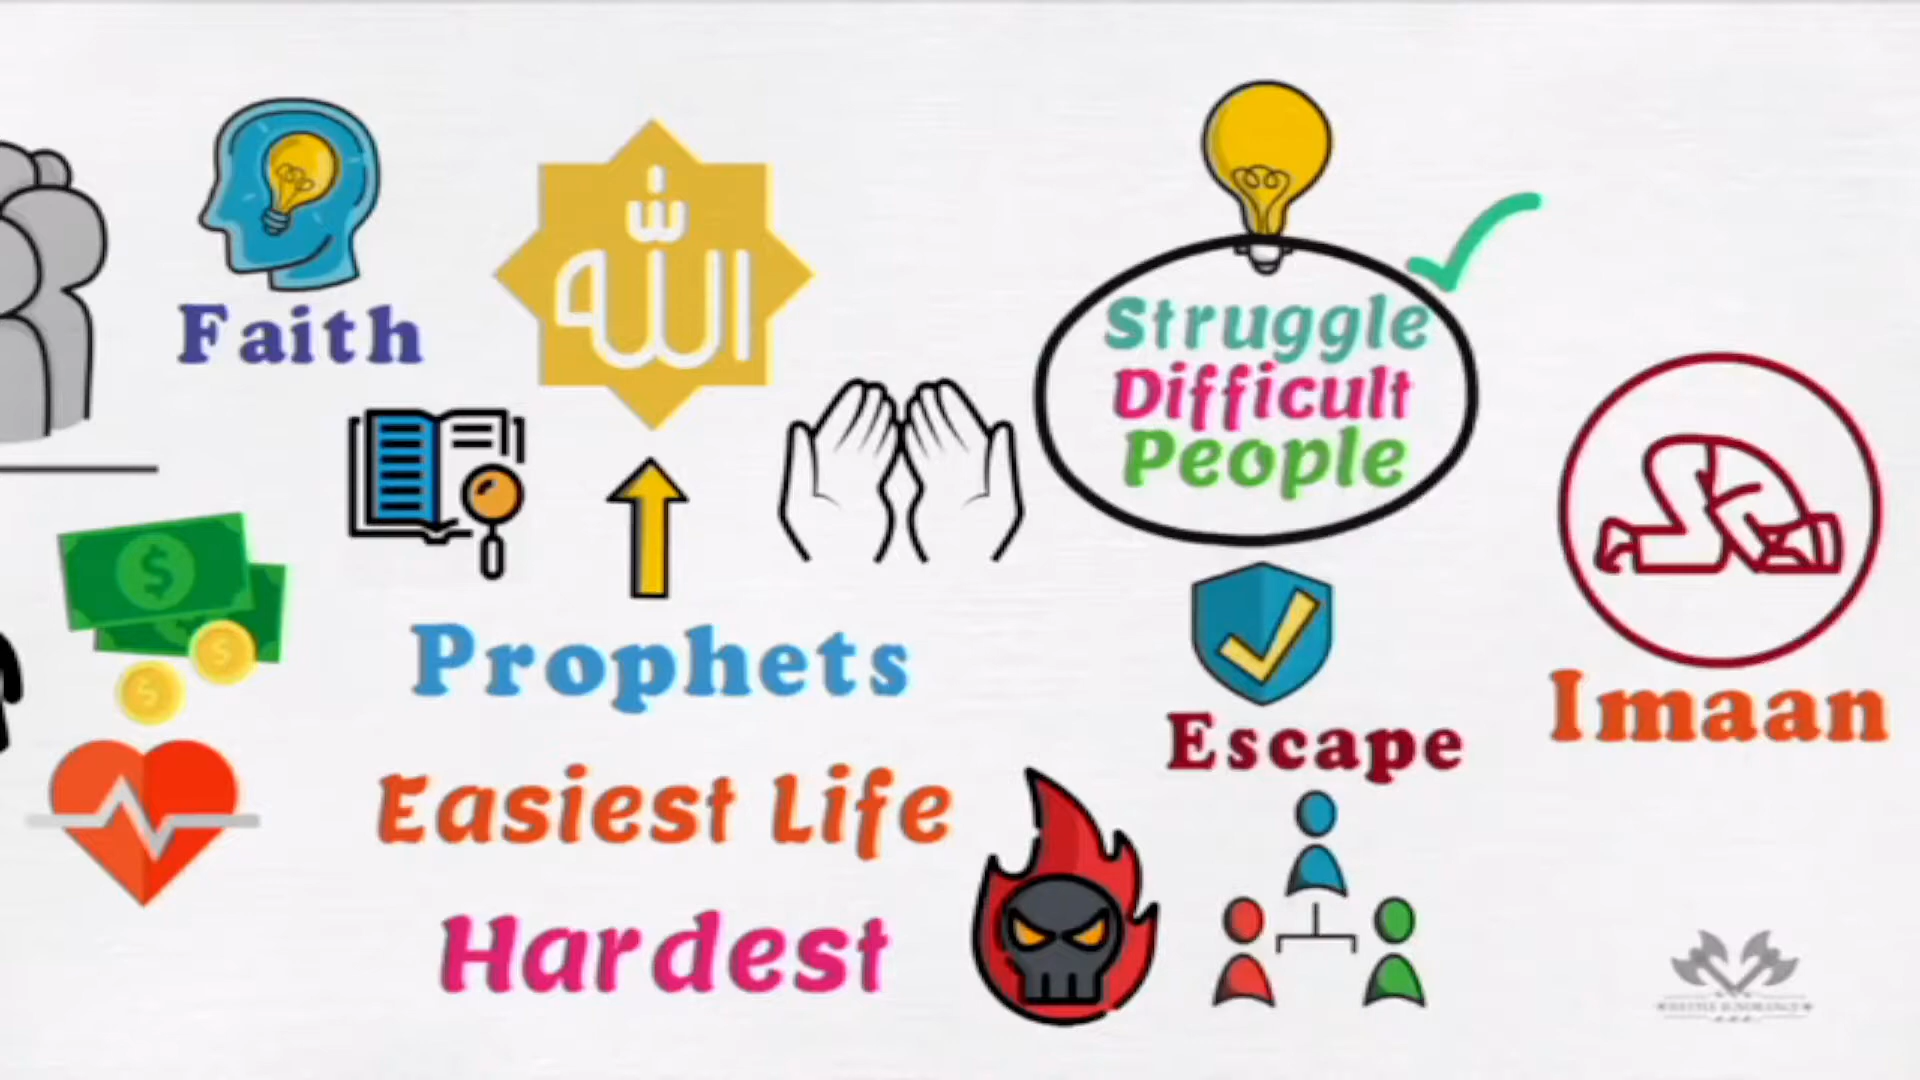 Faith
الله
Struggle
Difficult
People
$
$
$
Prophets
Escape
Imaan
Easiest Life
Hardest